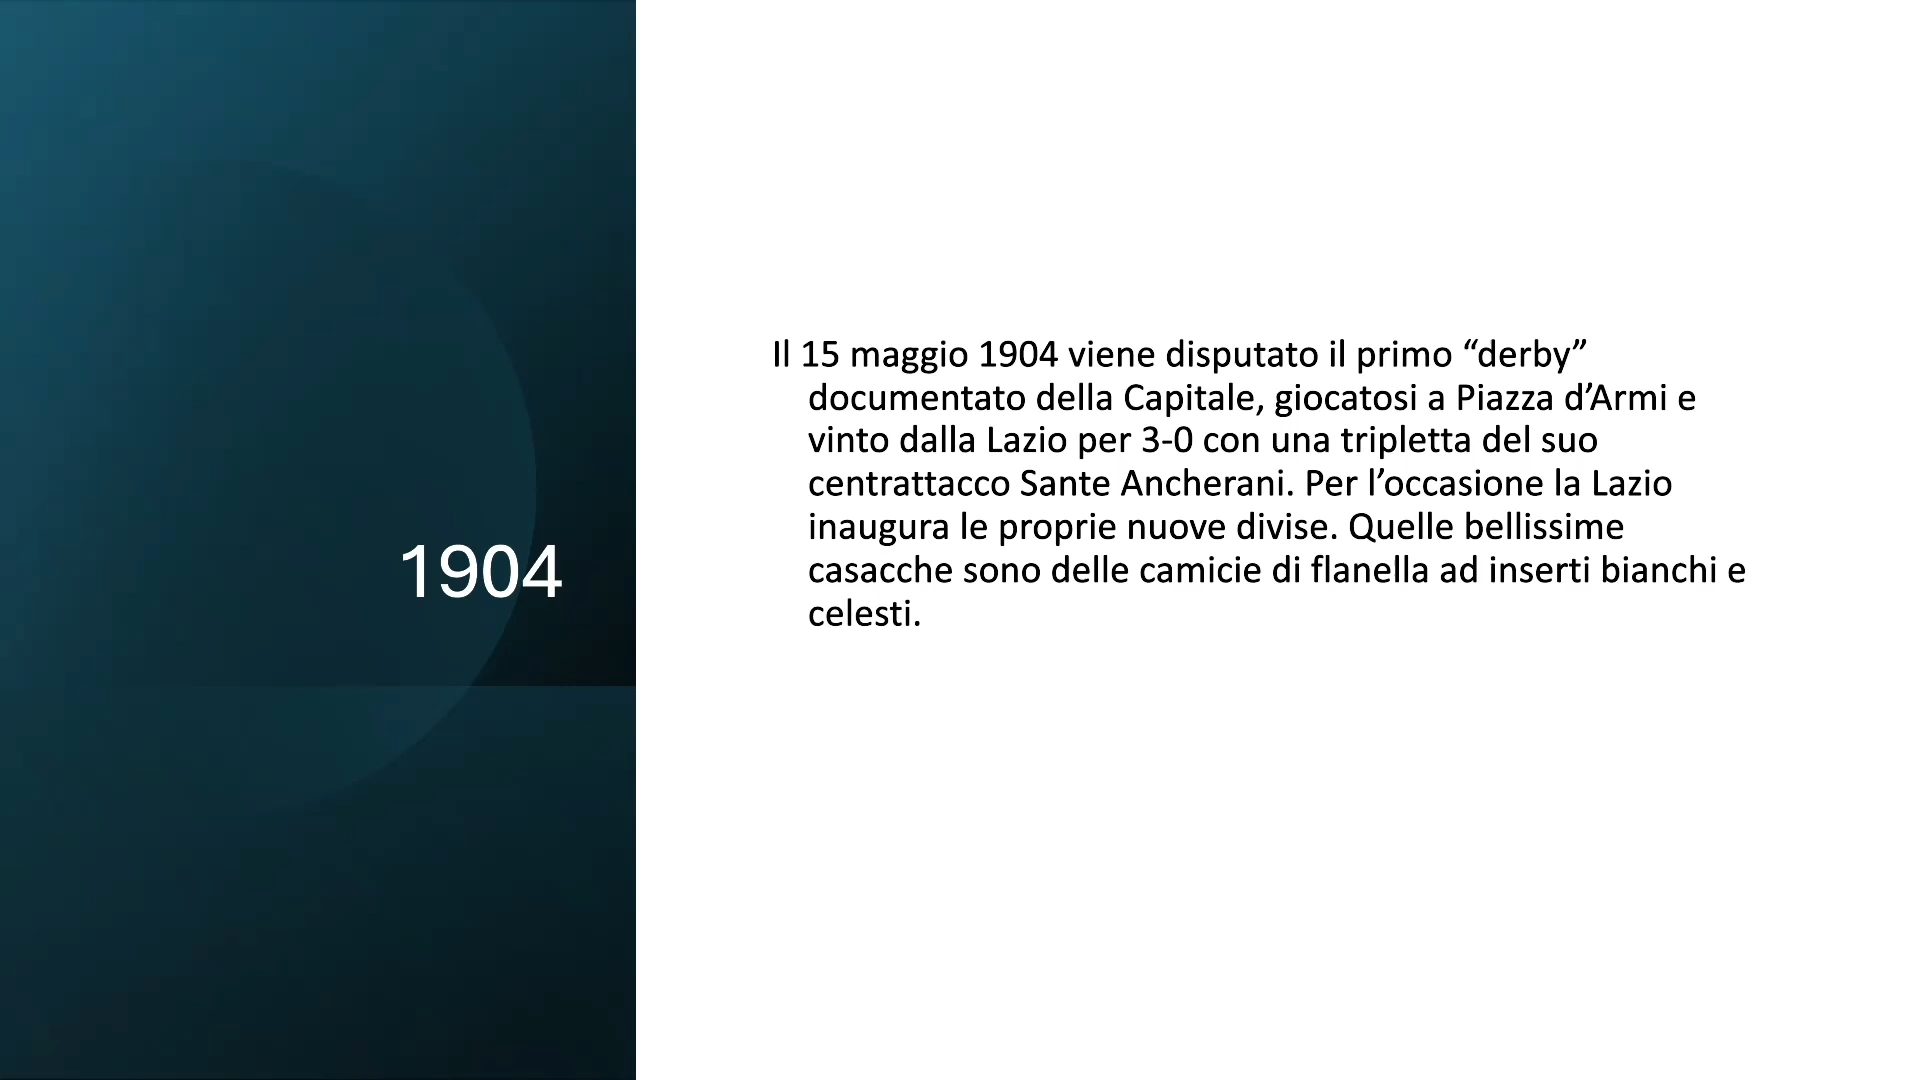 1904
Il 15 maggio 1904 viene disputato il primo “derby”
documentato della Capitale, giocatosi a Piazza d’Armi e
vinto dalla Lazio per 3-0 con una tripletta del suo
centrattacco Sante Ancherani. Per l’occasione la Lazio
inaugura le proprie nuove divise. Quelle bellissime
casacche sono delle camicie di flanella ad inserti bianchi e
celesti.